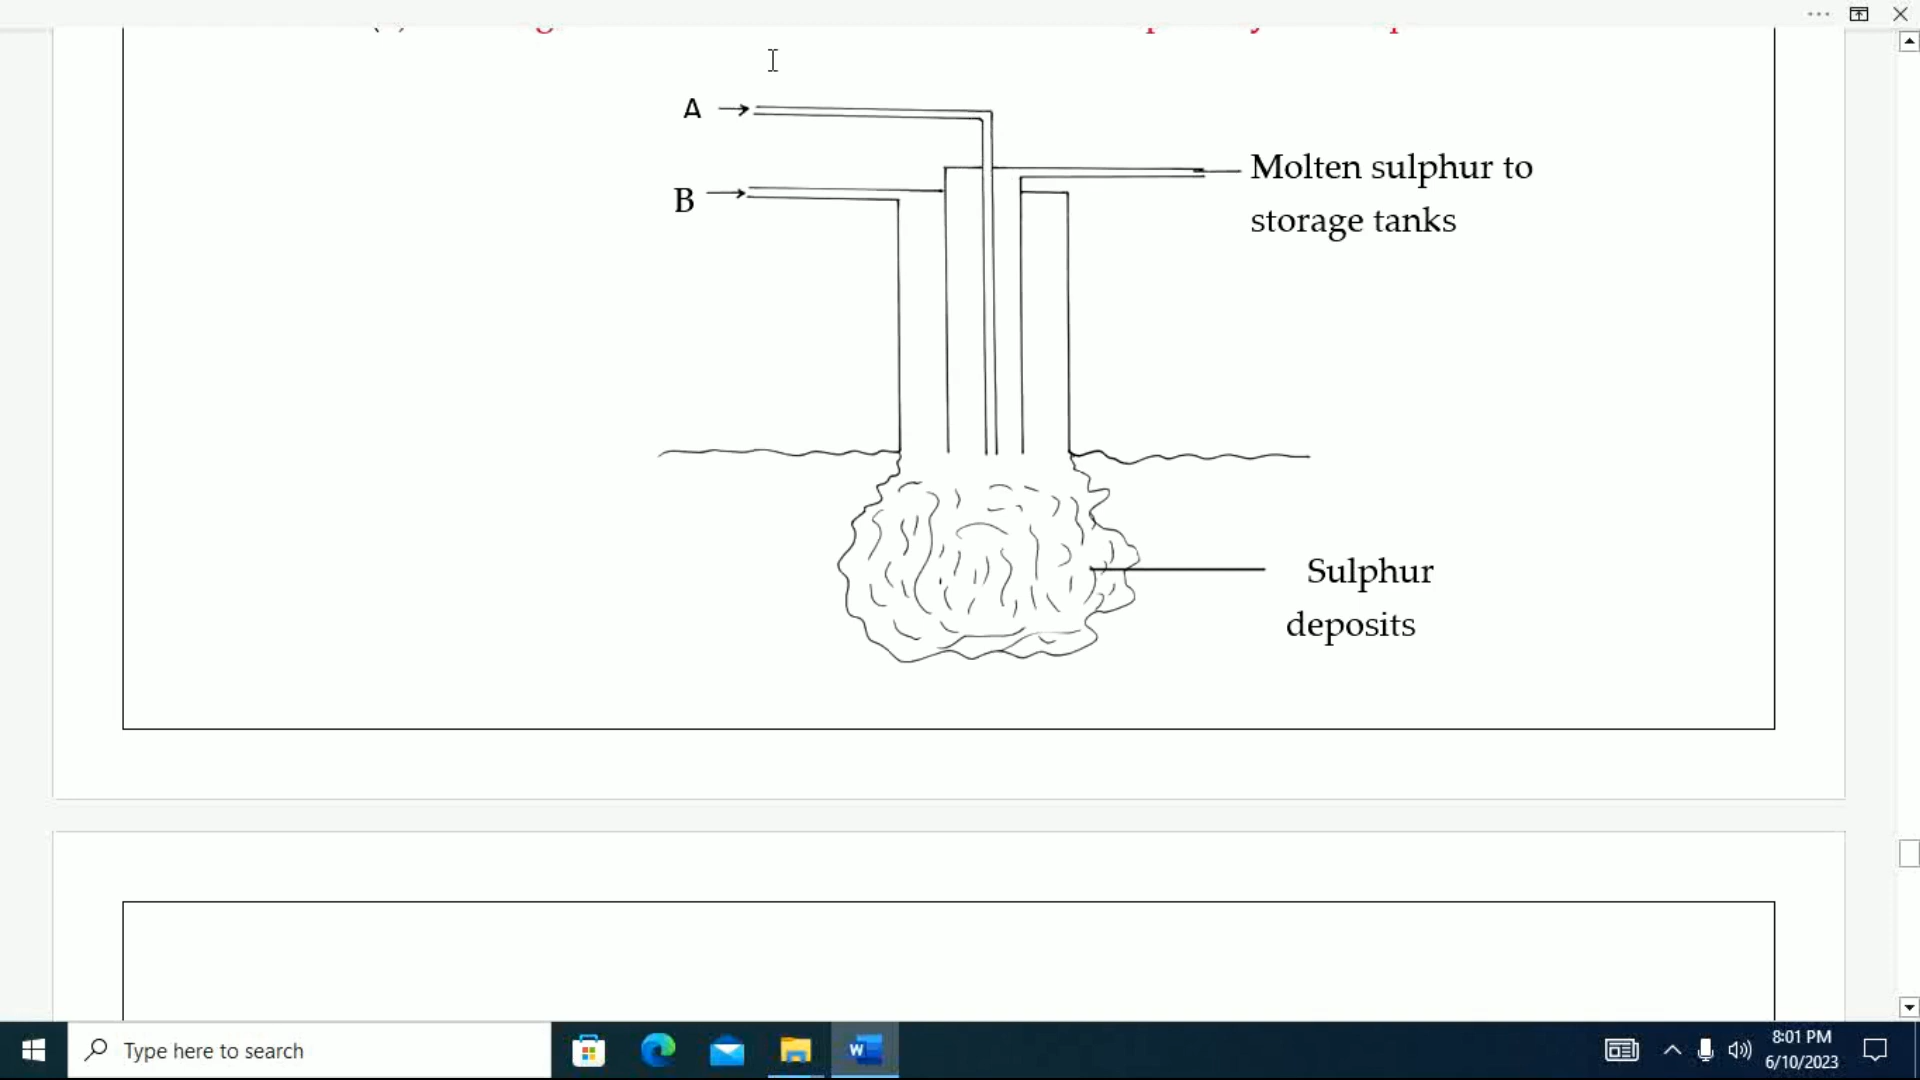 A
Molten sulphur to
B
storage tanks
Sulphur
deposits
Type here to search
8:01 PM
6/10/2023